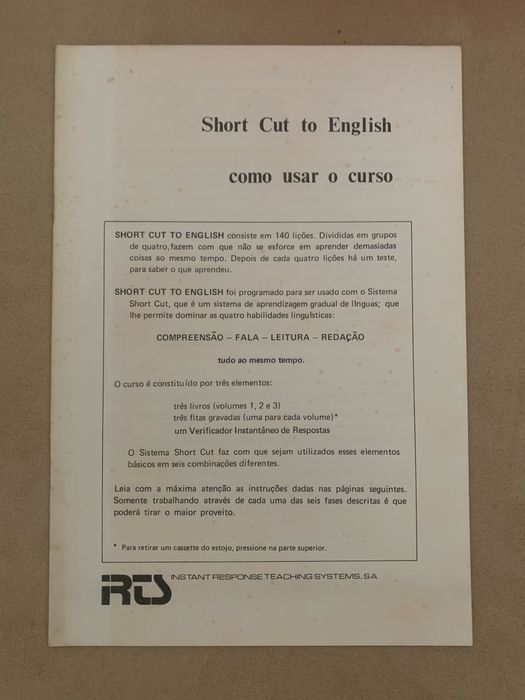 Short Cut to English
como usar o curso
SHORT CUT TO ENGLISH consiste em 140 lições. Divididas em grupos
de quatro, fazem com que não se esforce em aprender demasiadas
coisas ao mesmo tempo. Depois de cada quatro lições há um teste,
para saber o que aprendeu.
SHORT CUT TO ENGLISH foi programado para ser usado com o Sistema
Short Cut, que é um sistema de aprendizagem gradual de línguas; que
lhe permite dominar as quatro habilidades linguísticas:
COMPREENSÃO – FALA – LEITURA – REDAÇÃO
tudo ao mesmo tempo.
O curso é constituído por três elementos:
três livros (volumes 1, 2 e 3)
três fitas gravadas (uma para cada volume)*
um Verificador Instantâneo de Respostas
O Sistema Short Cut faz com que sejam utilizados esses elementos
básicos em seis combinações diferentes.
Leia com a máxima atenção as instruções dadas nas páginas seguintes.
Somente trabalhando através de cada uma das seis fases descritas é que
poderá tirar o maior proveito.
* Para retirar um cassette do estojo, pressione na parte superior.
iRTS INSTANT RESPONSE TEACHING SYSTEMS, SA